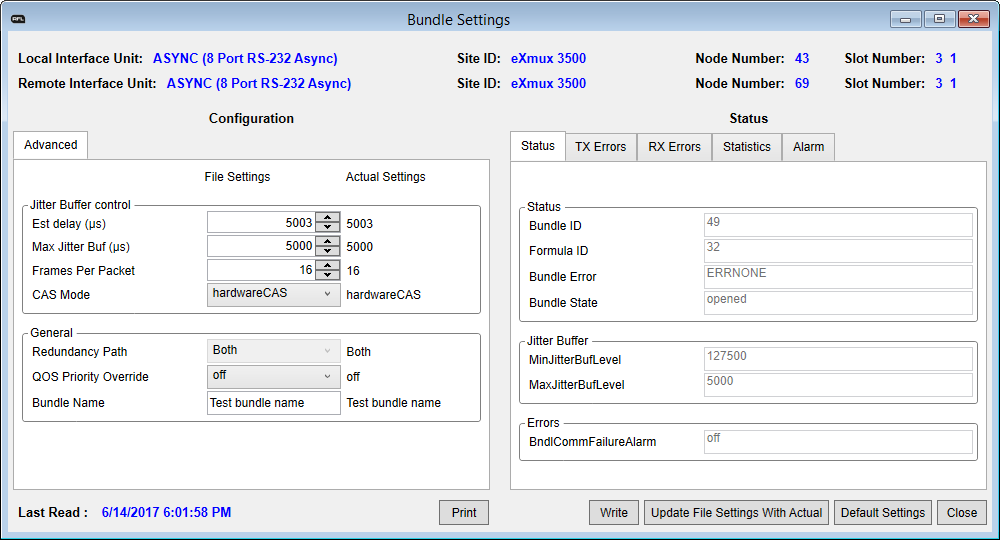 RFL
Bundle Settings
Local Interface Unit: ASYNC (8 Port RS-232 Async) Site ID: eXmux 3500 Node Number: 43 Slot Number: 3 1
Remote Interface Unit: ASYNC (8 Port RS-232 Async) Site ID: eXmux 3500 Node Number: 69 Slot Number: 3 1
Configuration
Advanced
File Settings Actual Settings
Jitter Buffer control
Est delay (µs) 5003 5003
Max Jitter Buf (µs) 5000 5000
Frames Per Packet 16 16
CAS Mode hardwareCAS hardwareCAS
General
Redundancy Path Both Both
QOS Priority Override off off
Bundle Name Test bundle name Test bundle name
Status
Status TX Errors RX Errors Statistics Alarm
Status
Bundle ID 49
Formula ID 32
Bundle Error ERRNONE
Bundle State opened
Jitter Buffer
MinJitterBufLevel 127500
MaxJitterBufLevel 5000
Errors
BndlCommFailureAlarm off
Last Read : 6/14/2017 6:01:58 PM Print Write Update File Settings With Actual Default Settings Close